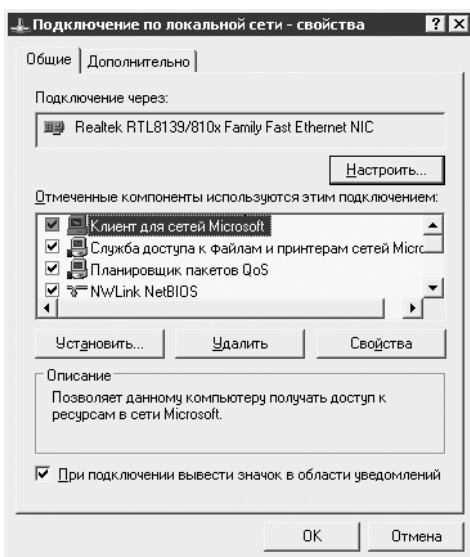 Подключение по локальной сети - свойства
Общие Дополнительно
Подключение через:
Realtek RTL8139/810x Family Fast Ethernet NIC
Настроить...
Отмеченные компоненты используются этим подключением:
Клиент для сетей Microsoft
Служба доступа к файлам и принтерам сетей Micrс
Планировщик пакетов QoS
NWLink NetBIOS
Установить... Удалить Свойства
Описание
Позволяет данному компьютеру получать доступ к
ресурсам в сети Microsoft.
При подключении вывести значок в области уведомлений
OK Отмена